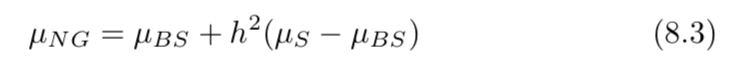 μ_{NG} = μ_{BS} + h^2(μ_S − μ_{BS}) (8.3)